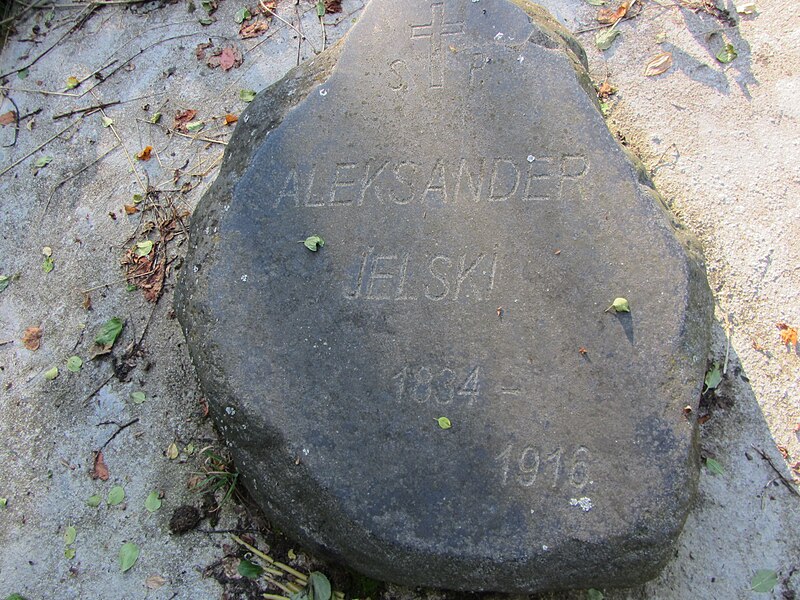 S P
ALEKSANDER
JELSKI
1834 –
1916